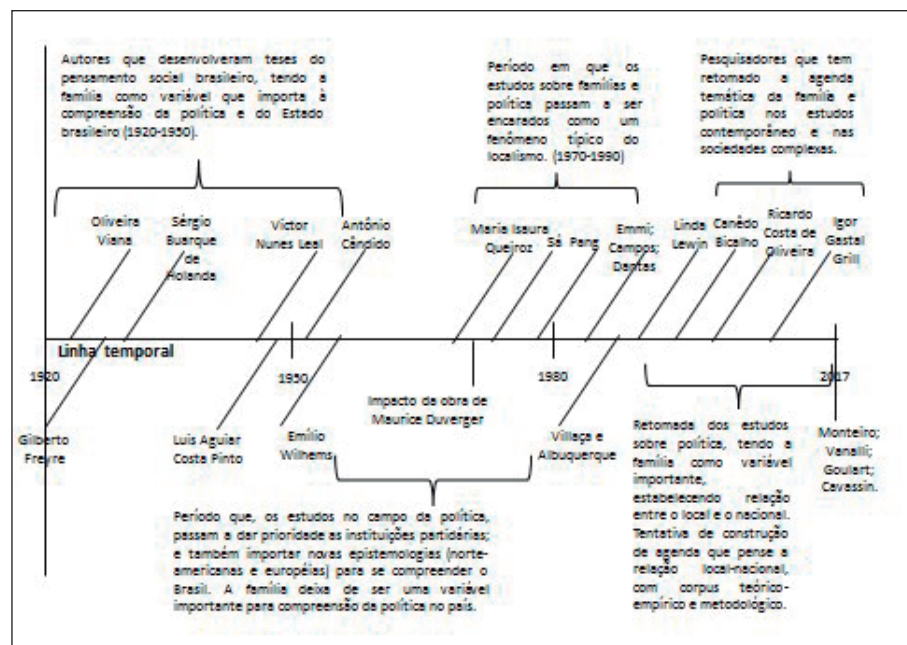 Autores que desenvolveram teses do
pensamento social brasileiro, tendo a
família como variável que importa à
compreensão da política e do Estado
brasileiro (1920-1950).
Período em que os
estudos sobre famílias e
política passam a ser
encarados como um
fenômeno típico do
localismo. (1970-1990)
Pesquisadores que tem
retomado a agenda
temática da família e
política nos estudos
contemporâneo e nas
sociedades complexas.
Oliveira
Viana
Sérgio
Buarque
de
Holanda
Victor
Nunes Leal
Antônio
Cândido
Maria Isaura
Queiroz
Sá Pang
Emmi;
Campos;
Dantas
Linda
Lewin
Canêdo
Bicalho
Ricardo
Costa de
Oliveira
Igor
Gastal
Grill
Linha temporal
1920
1950
1980
2017
Impacto da obra de
Maurice Duverger
Gilberto
Freyre
Luis Aguiar
Costa Pinto
Emílio
Wilhems
Villaça e
Albuquerque
Monteiro;
Vanalli;
Goulart;
Cavassin.
Período que, os estudos no campo da política,
passam a dar prioridade as instituições partidárias;
e também importar novas epistemologias (norte-
americanas e européias) para se compreender o
Brasil. A família deixa de ser uma variável
importante para compreensão da política no país.
Retomada dos estudos
sobre política, tendo a
família como variável
importante,
estabelecendo relação
entre o local e o nacional.
Tentativa de construção
de agenda que pense a
relação local-nacional,
com corpus teórico-
empírico e metodológico.